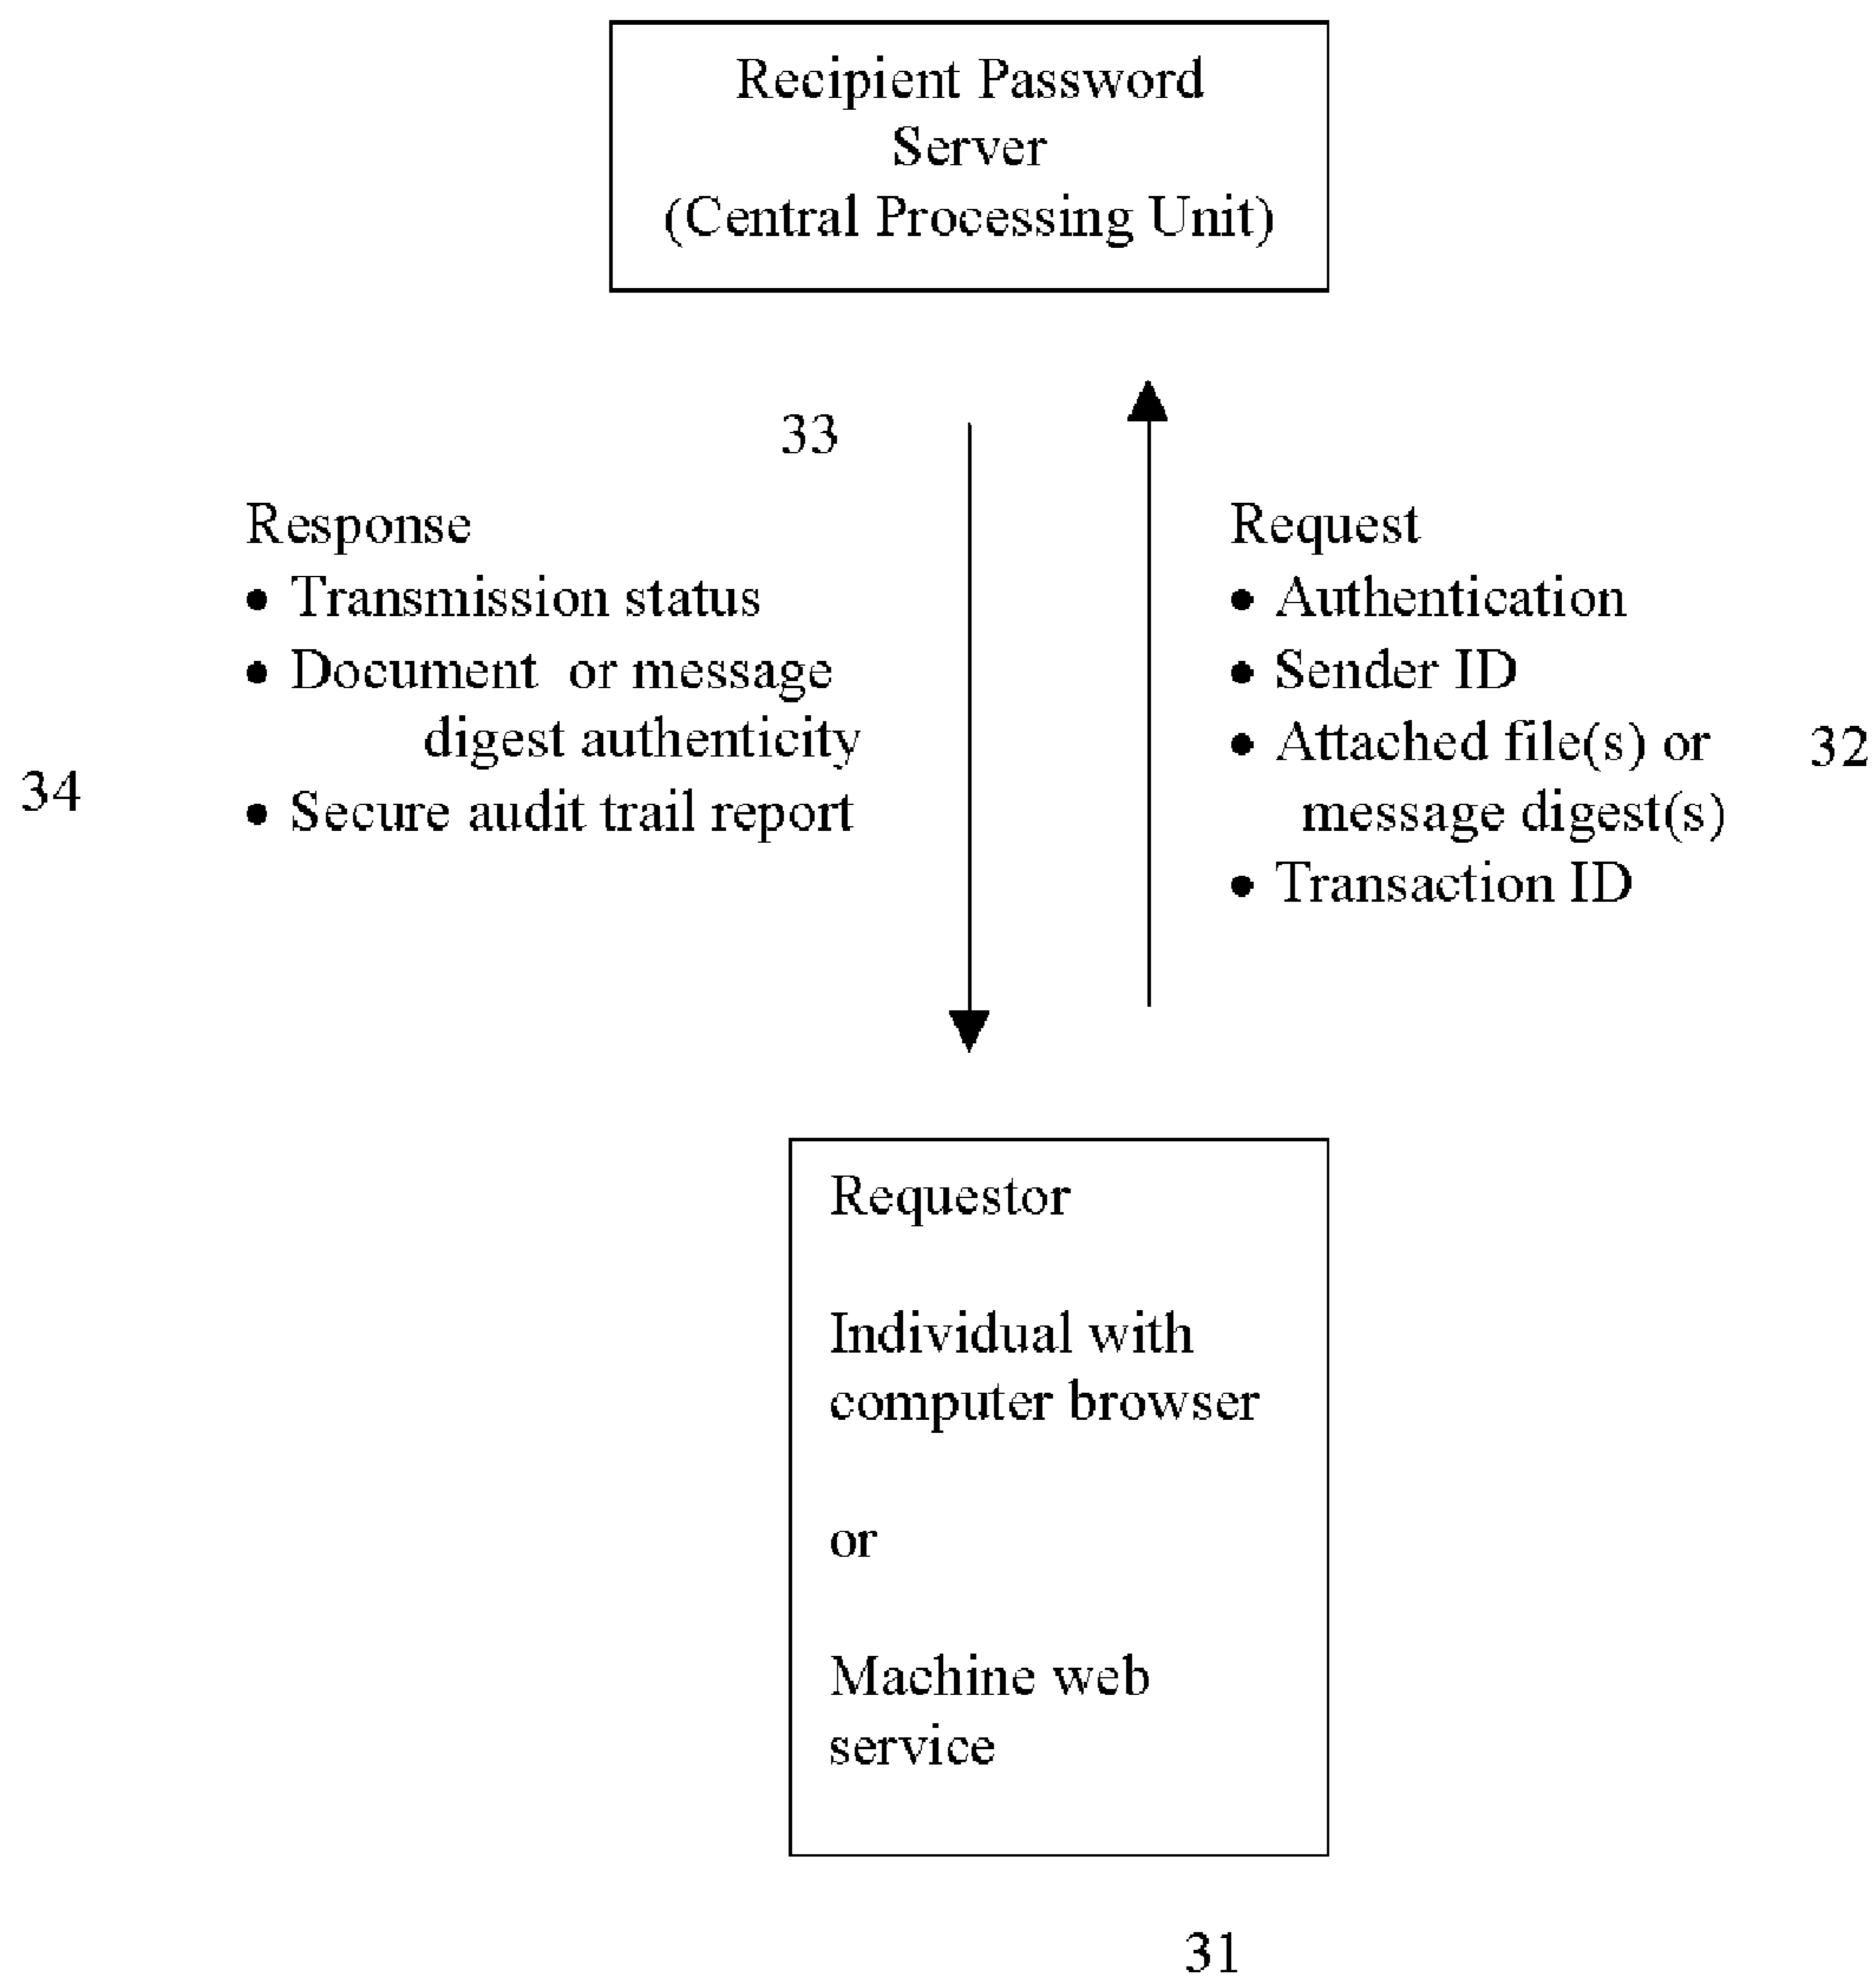 Recipient Password
Server
(Central Processing Unit)
33
Response
• Transmission status
• Document or message
digest authenticity
• Secure audit trail report
34
Request
• Authentication
• Sender ID
• Attached file(s) or
message digest(s)
• Transaction ID
32
Requestor
Individual with
computer browser
or
Machine web
service
31